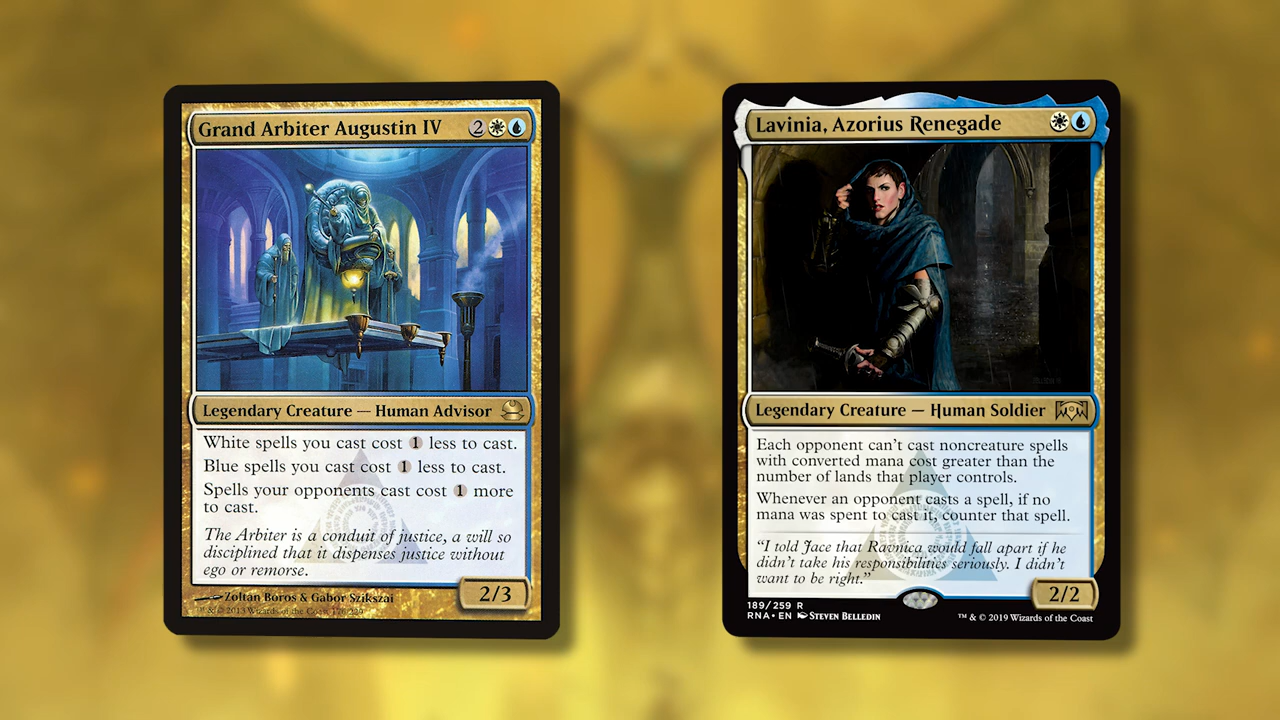 Grand Arbiter Augustin IV 2
Legendary Creature — Human Advisor
White spells you cast cost 1 less to cast.
Blue spells you cast cost 1 less to cast.
Spells your opponents cast cost 1 more
to cast.
The Arbiter is a conduit of justice, a will so
disciplined that it dispenses justice without
ego or remorse.
2/3
Zoltan Boros & Gabor Szikszai
™ & © 2013 Wizards of the Coast
Lavinia, Azorius Renegade
Legendary Creature — Human Soldier
Each opponent can't cast noncreature spells
with converted mana cost greater than the
number of lands that player controls.
Whenever an opponent casts a spell, if no
mana was spent to cast it, counter that spell.
"I told Jace that Ravnica would fall apart if he
didn't take his responsibilities seriously. I didn't
want to be right."
2/2
189/259 R
RNA • EN Steven Belledin
™ & © 2019 Wizards of the Coast